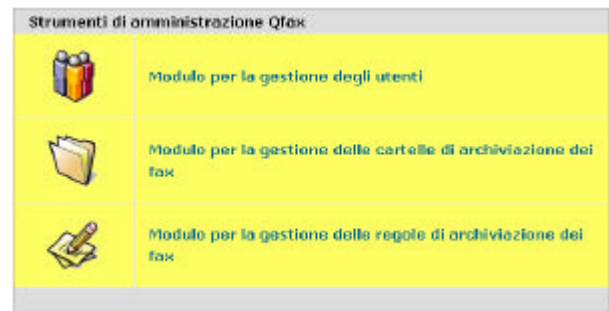 Strumenti di amministrazione Qfax
Modulo per la gestione degli utenti
Modulo per la gestione delle cartelle di archiviazione dei
fax
Modulo per la gestione delle regole di archiviazione dei
fax